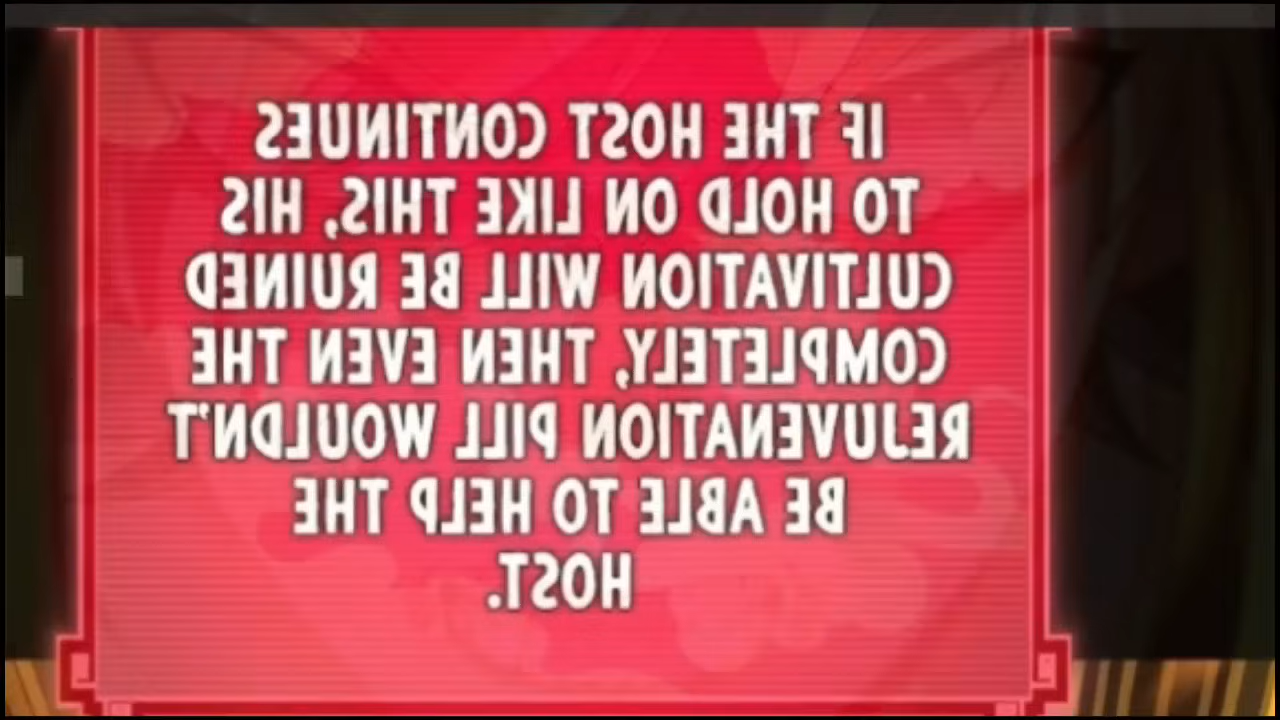 IF THE HOST CONTINUES
TO HOLD ON LIKE THIS, HIS
CULTIVATION WILL BE RUINED
COMPLETELY, THEN EVEN THE
REJUVENATION PILL WOULDN'T
BE ABLE TO HELP THE
HOST.